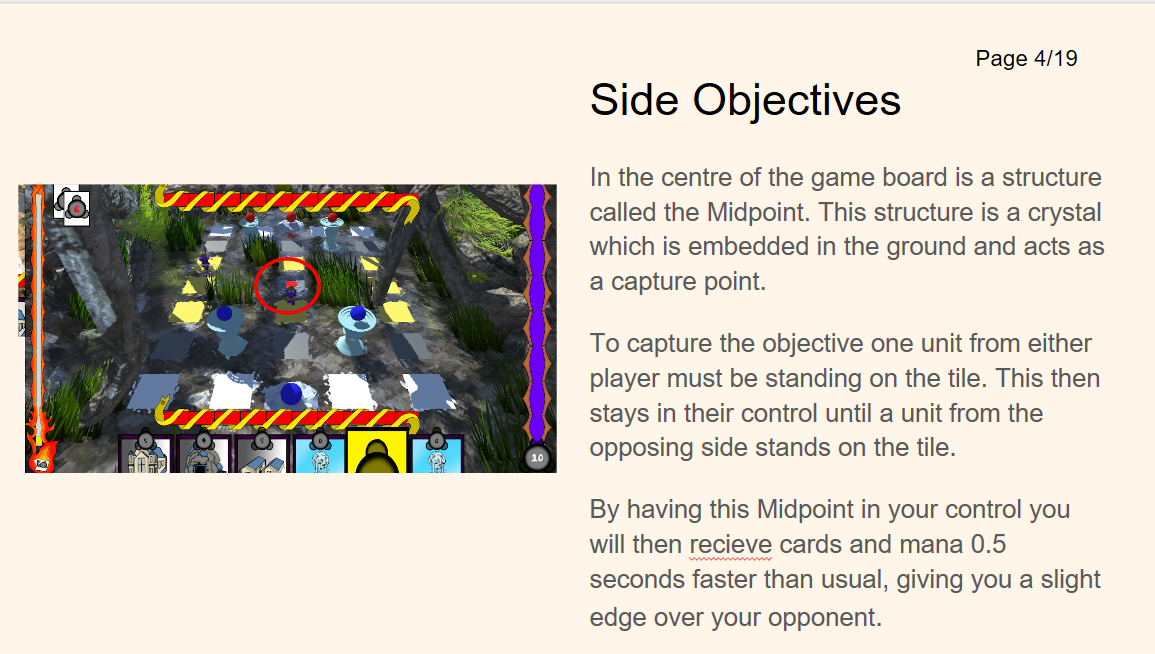 Page 4/19
Side Objectives
In the centre of the game board is a structure
called the Midpoint. This structure is a crystal
which is embedded in the ground and acts as
a capture point.
To capture the objective one unit from either
player must be standing on the tile. This then
stays in their control until a unit from the
opposing side stands on the tile.
By having this Midpoint in your control you
will then recieve cards and mana 0.5
seconds faster than usual, giving you a slight
edge over your opponent.
10